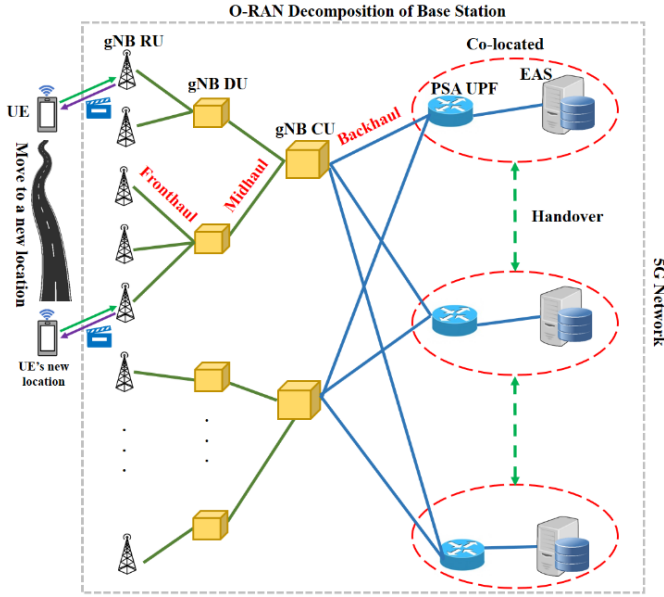 O-RAN Decomposition of Base Station
gNB RU
Co-located
gNB DU
PSA UPF
EAS
UE
gNB CU
Backhaul
Move to a new
location
Fronthaul
Midhaul
Handover
5G Network
UE's new
location